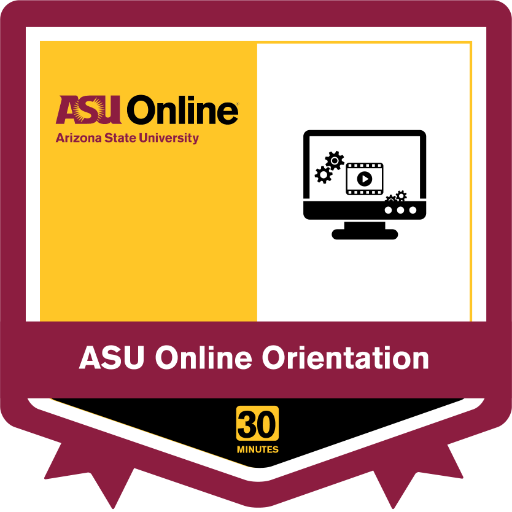 ASU Online
Arizona State University
ASU Online Orientation
30
MINUTES